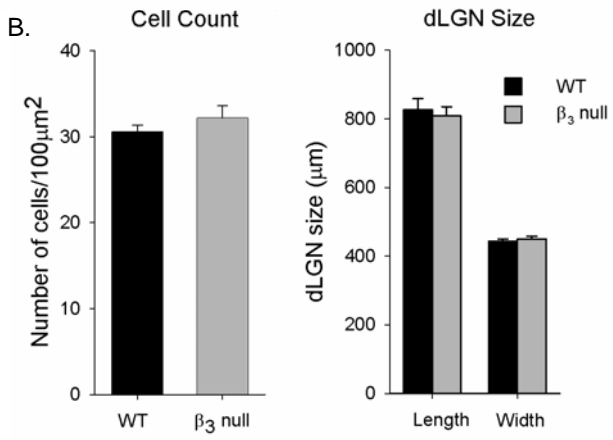 B.
Cell Count
Number of cells/100μm2
40
30
20
10
0
WT
β3 null
dLGN Size
dLGN size (μm)
1000
800
600
400
200
0
WT
β3 null
Length
Width